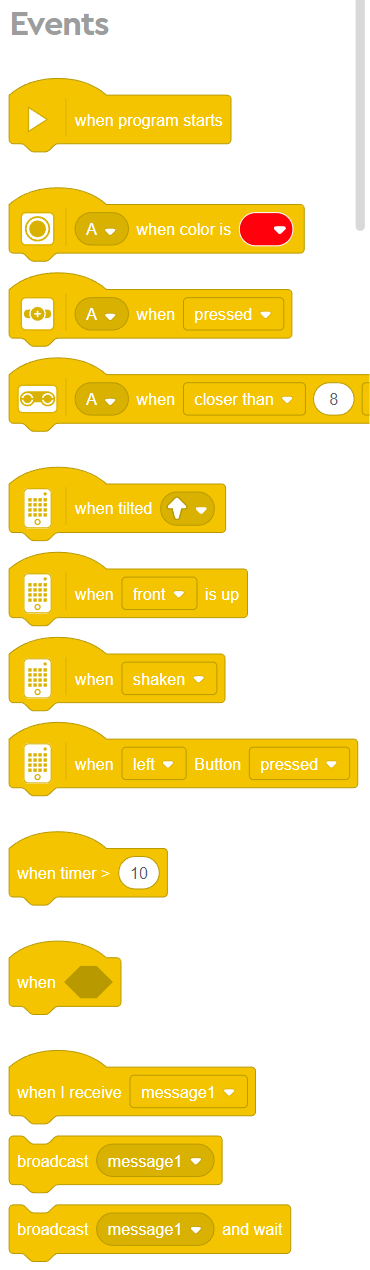 Events
when program starts
A when color is
A when pressed
A when closer than 8
when tilted
when front is up
when shaken
when left Button pressed
when timer > 10
when
when I receive message1
broadcast message1
broadcast message1 and wait